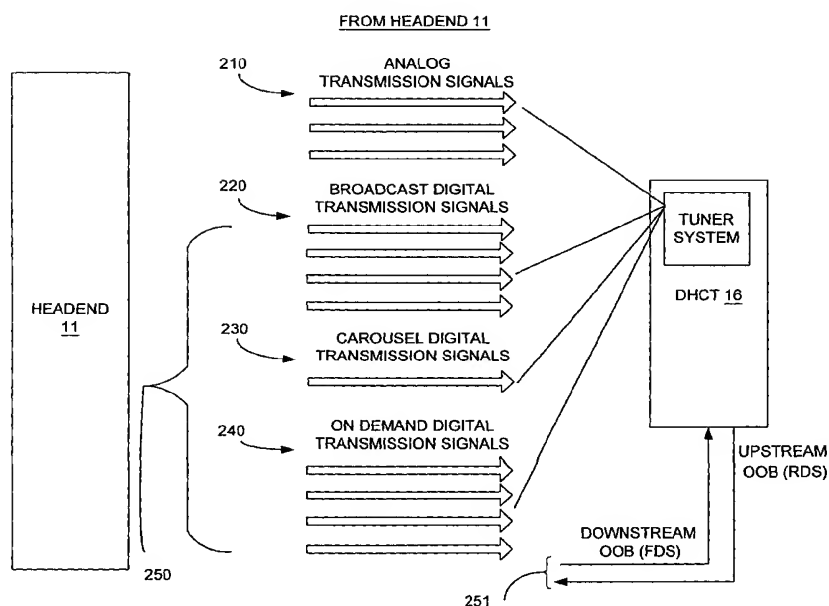 FROM HEADEND 11
210
ANALOG
TRANSMISSION SIGNALS
220
BROADCAST DIGITAL
TRANSMISSION SIGNALS
TUNER
SYSTEM
DHCT 16
HEADEND
11
230
CAROUSEL DIGITAL
TRANSMISSION SIGNALS
240
ON DEMAND DIGITAL
TRANSMISSION SIGNALS
UPSTREAM
OOB (RDS)
DOWNSTREAM
OOB (FDS)
250
251